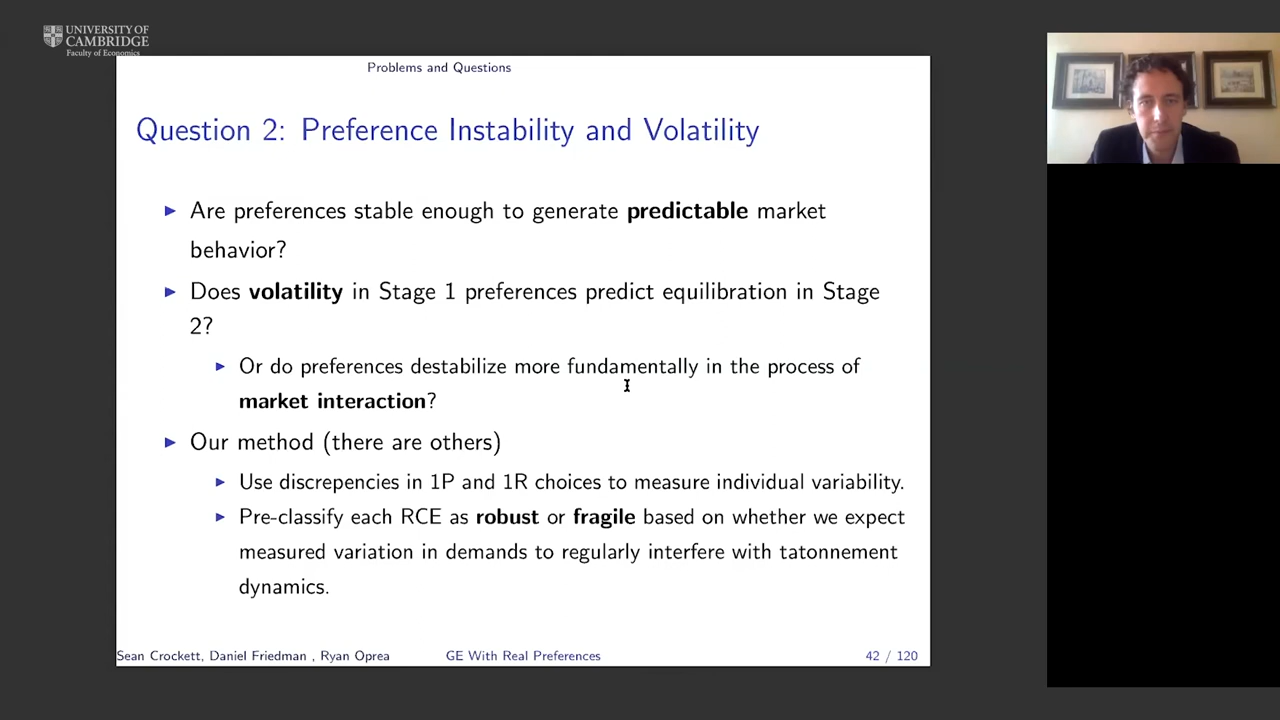 UNIVERSITY OF
CAMBRIDGE
Faculty of Economics
Problems and Questions
Question 2: Preference Instability and Volatility
Are preferences stable enough to generate predictable market
behavior?
Does volatility in Stage 1 preferences predict equilibration in Stage
2?
Or do preferences destabilize more fundamentally in the process of
market interaction?
Our method (there are others)
Use discrepencies in 1P and 1R choices to measure individual variability.
Pre-classify each RCE as robust or fragile based on whether we expect
measured variation in demands to regularly interfere with tatonnement
dynamics.
Sean Crockett, Daniel Friedman , Ryan Oprea
GE With Real Preferences
42 / 120